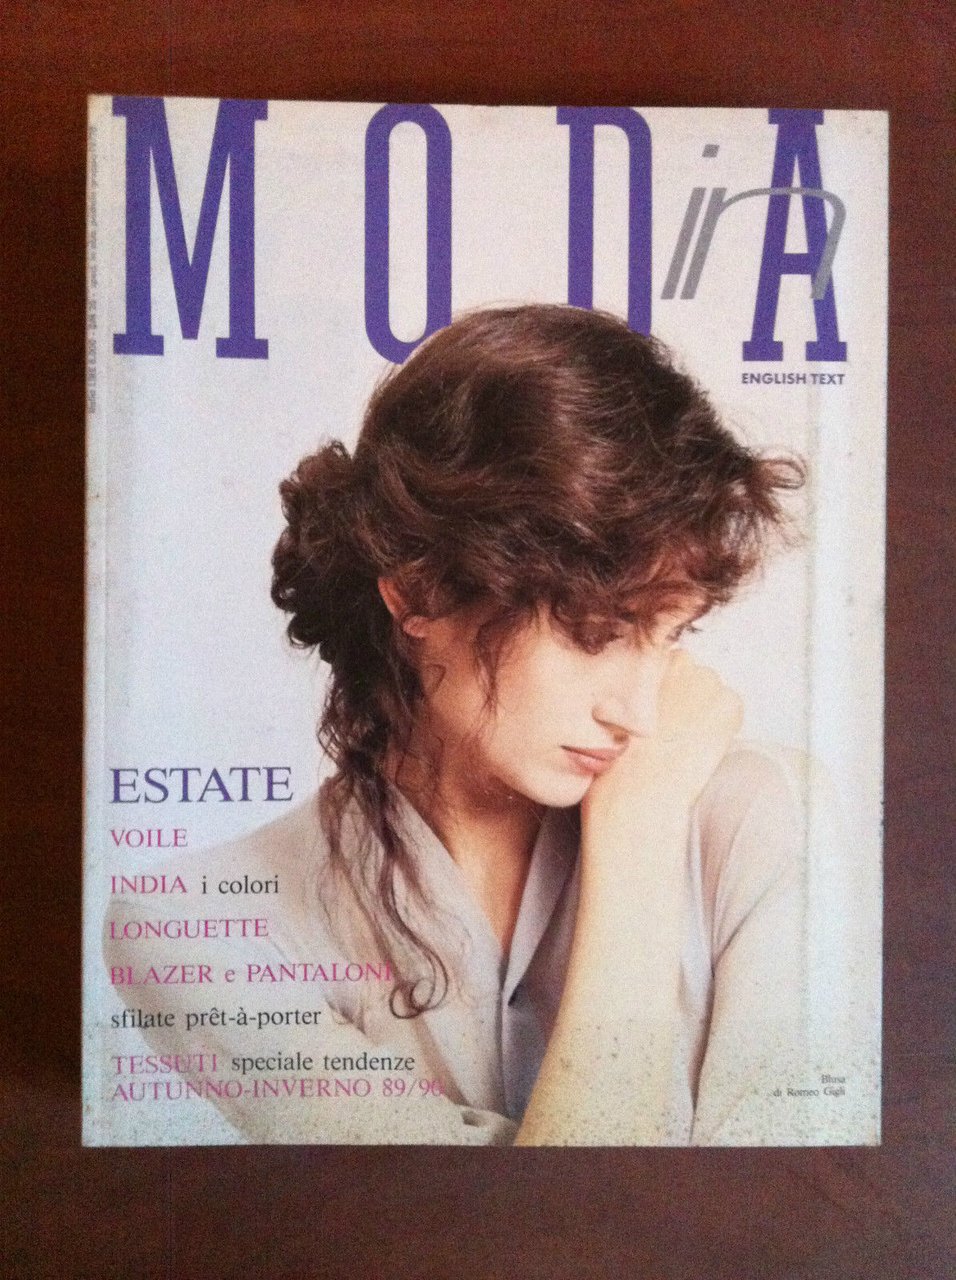 MODA
in
ENGLISH TEXT
ESTATE
VOILE
INDIA i colori
LONGUETTE
BLAZER e PANTALONI
sfilate prêt-à-porter
TESSUTI speciale tendenze
AUTUNNO-INVERNO 89/90
Blusa
di Romeo Gigli